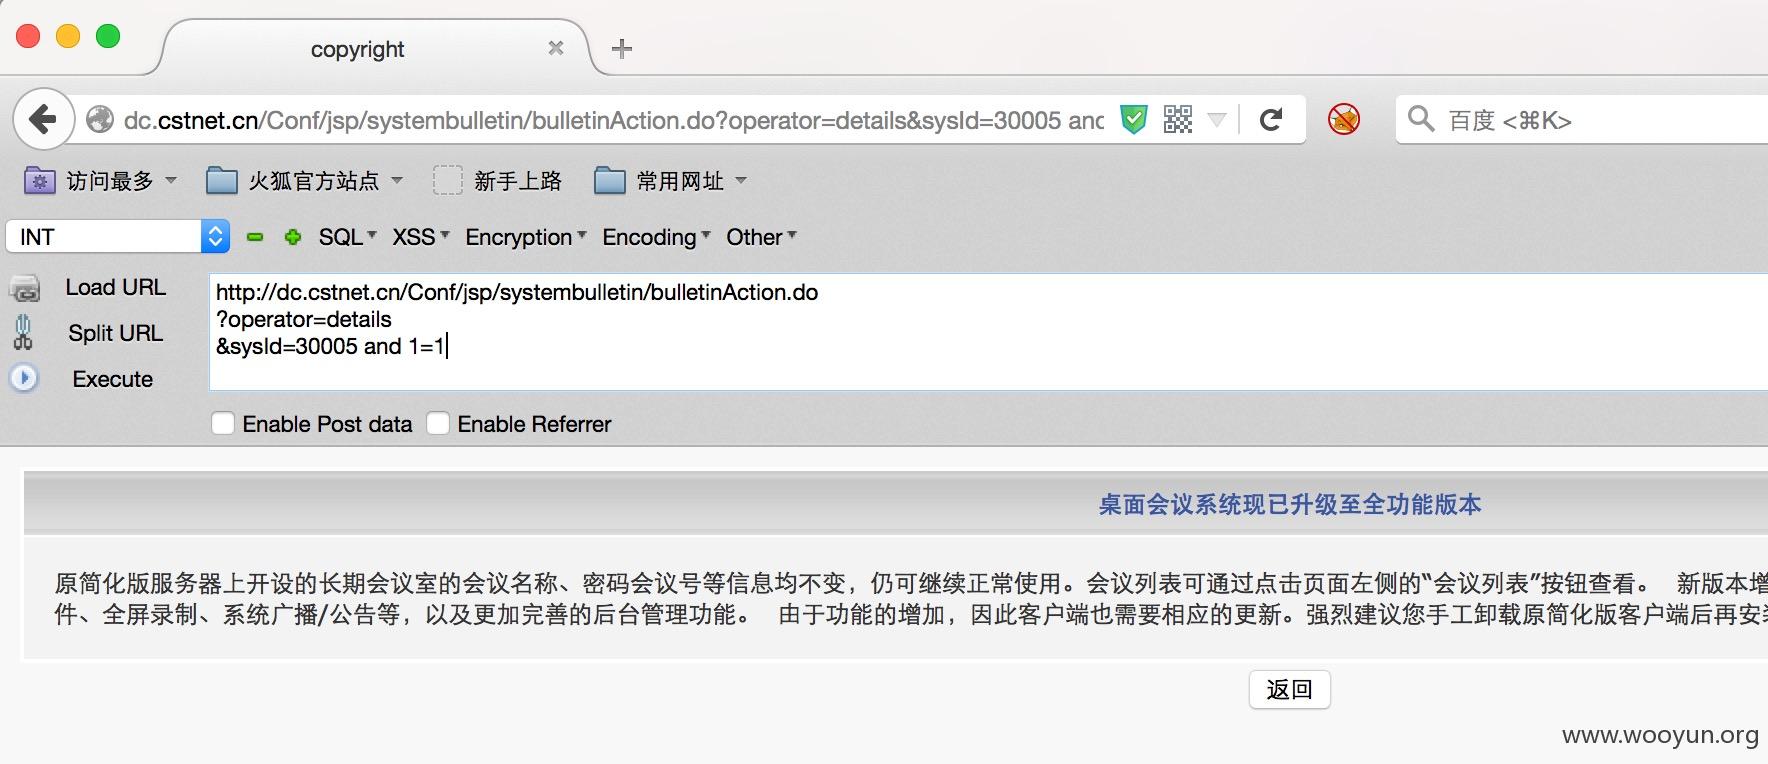 copyright
dc.cstnet.cn/Conf/jsp/systembulletin/bulletinAction.do?operator=details&sysId=30005 and
百度 <⌘K>
访问最多 火狐官方站点 新手上路 常用网址
INT SQL XSS Encryption Encoding Other
Load URL
Split URL
Execute
http://dc.cstnet.cn/Conf/jsp/systembulletin/bulletinAction.do
?operator=details
&sysId=30005 and 1=1
Enable Post data Enable Referrer
桌面会议系统现已升级至全功能版本
原简化版服务器上开设的长期会议室的会议名称、密码会议号等信息均不变，仍可继续正常使用。会议列表可通过点击页面左侧的“会议列表”按钮查看。 新版本增
件、全屏录制、系统广播/公告等，以及更加完善的后台管理功能。 由于功能的增加，因此客户端也需要相应的更新。强烈建议您手工卸载原简化版客户端后再安装
返回
www.wooyun.org